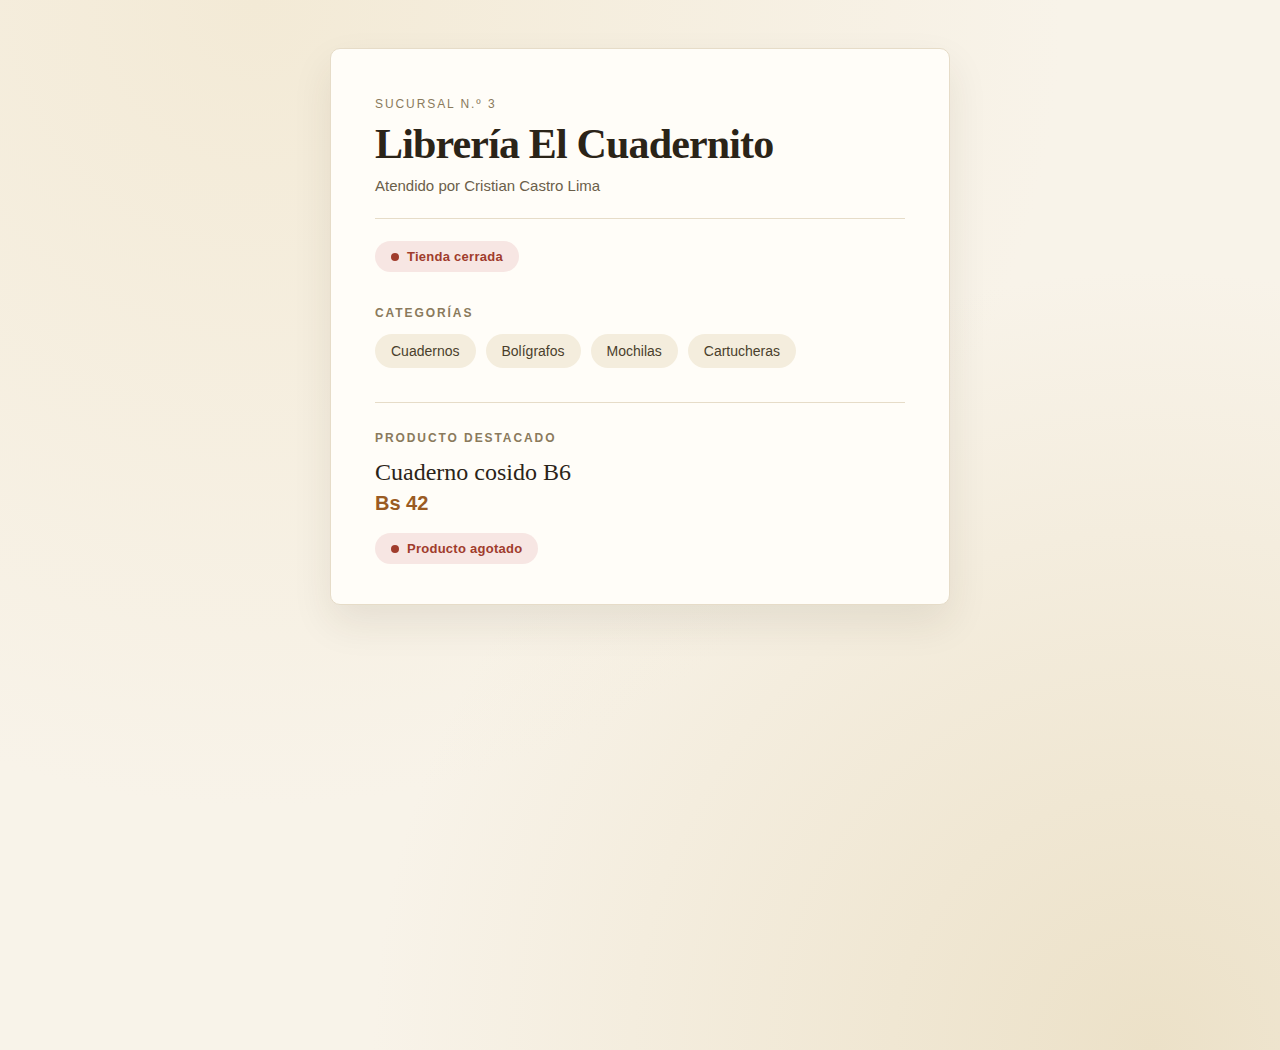 SUCURSAL N.º 3
Librería El Cuadernito
Atendido por Cristian Castro Lima
Tienda cerrada
CATEGORÍAS
Cuadernos Bolígrafos Mochilas Cartucheras
PRODUCTO DESTACADO
Cuaderno cosido B6
Bs 42
Producto agotado